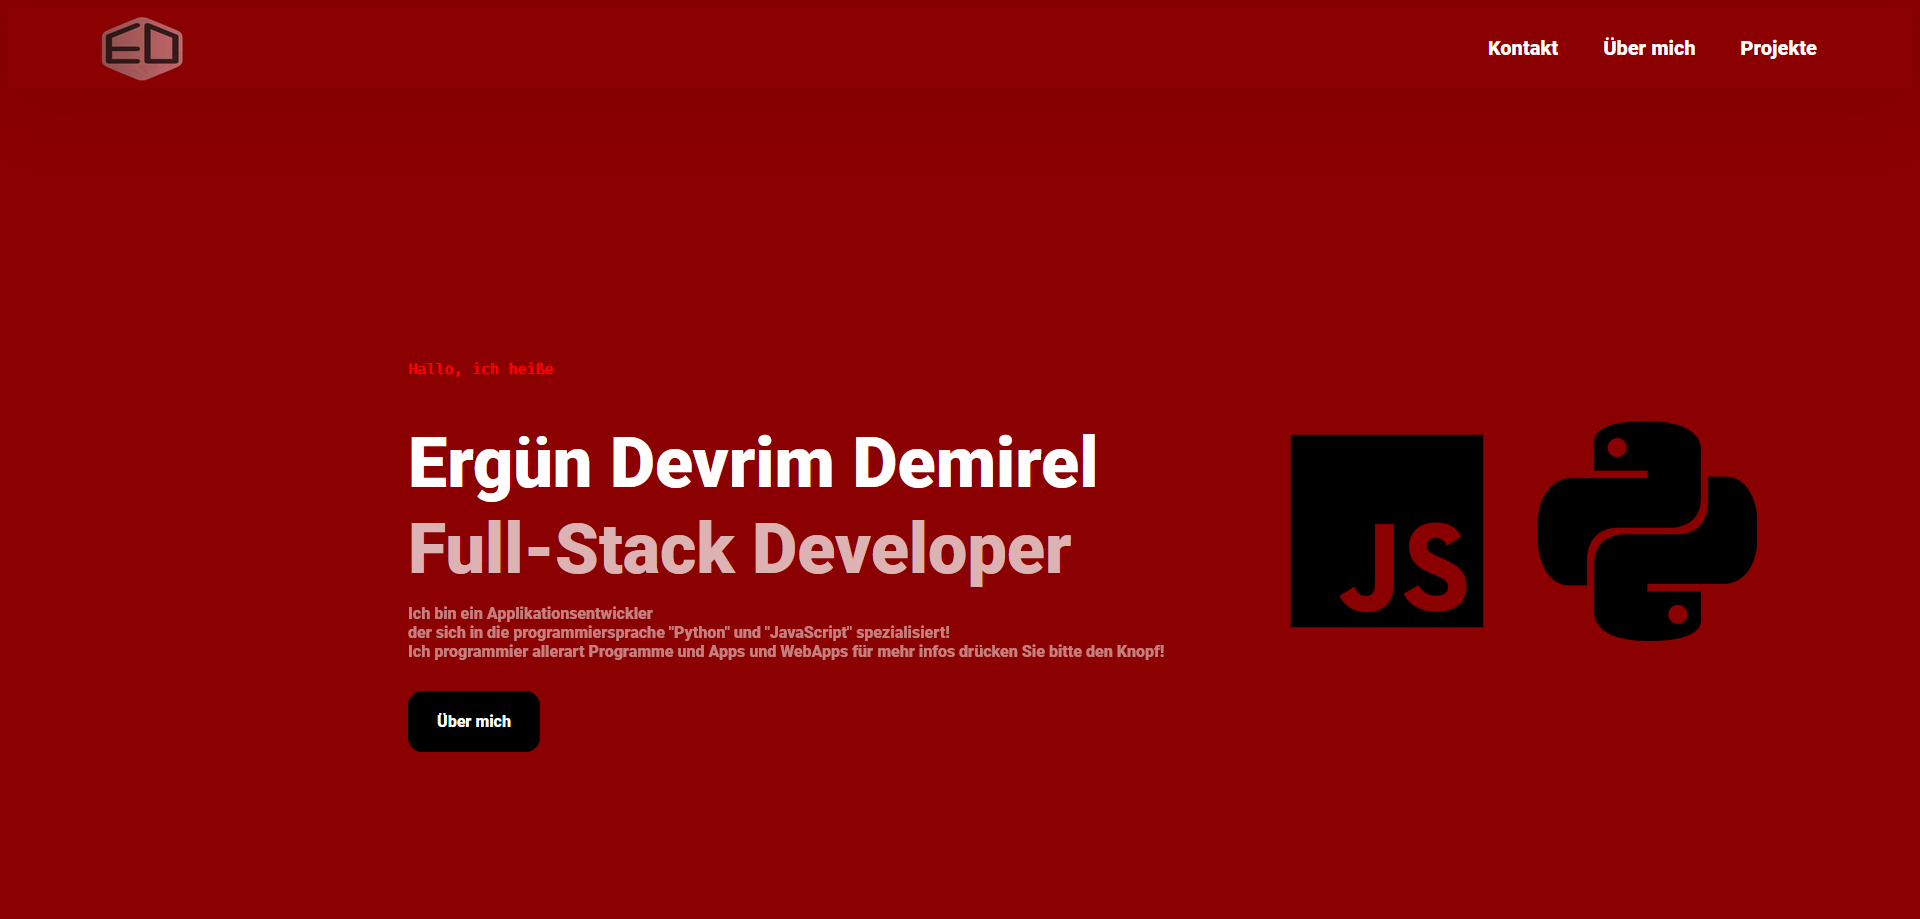 ED
Kontakt Über mich Projekte
Hallo, ich heiße
Ergün Devrim Demirel
Full-Stack Developer
Ich bin ein Applikationsentwickler
der sich in die programmiersprache "Python" und "JavaScript" spezialisiert!
Ich programmier allerart Programme und Apps und WebApps für mehr infos drücken Sie bitte den Knopf!
JS
Über mich